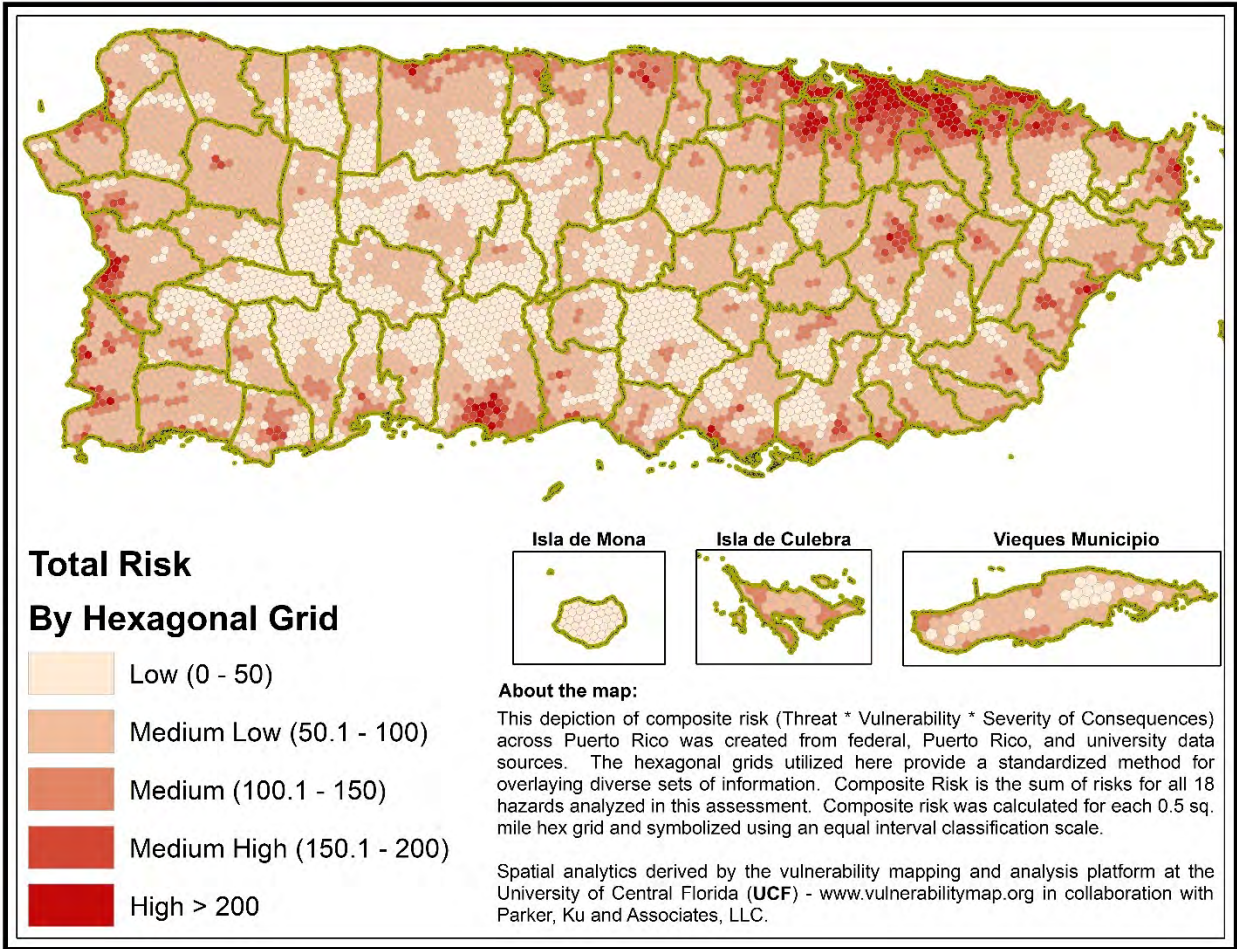 Isla de Mona
Isla de Culebra
Vieques Municipio
Total Risk
By Hexagonal Grid
Low (0 - 50)
Medium Low (50.1 - 100)
Medium (100.1 - 150)
Medium High (150.1 - 200)
High > 200
About the map:
This depiction of composite risk (Threat * Vulnerability * Severity of Consequences)
across Puerto Rico was created from federal, Puerto Rico, and university data
sources. The hexagonal grids utilized here provide a standardized method for
overlaying diverse sets of information. Composite Risk is the sum of risks for all 18
hazards analyzed in this assessment. Composite risk was calculated for each 0.5 sq.
mile hex grid and symbolized using an equal interval classification scale.
Spatial analytics derived by the vulnerability mapping and analysis platform at the
University of Central Florida (UCF) - www.vulnerabilitymap.org in collaboration with
Parker, Ku and Associates, LLC.